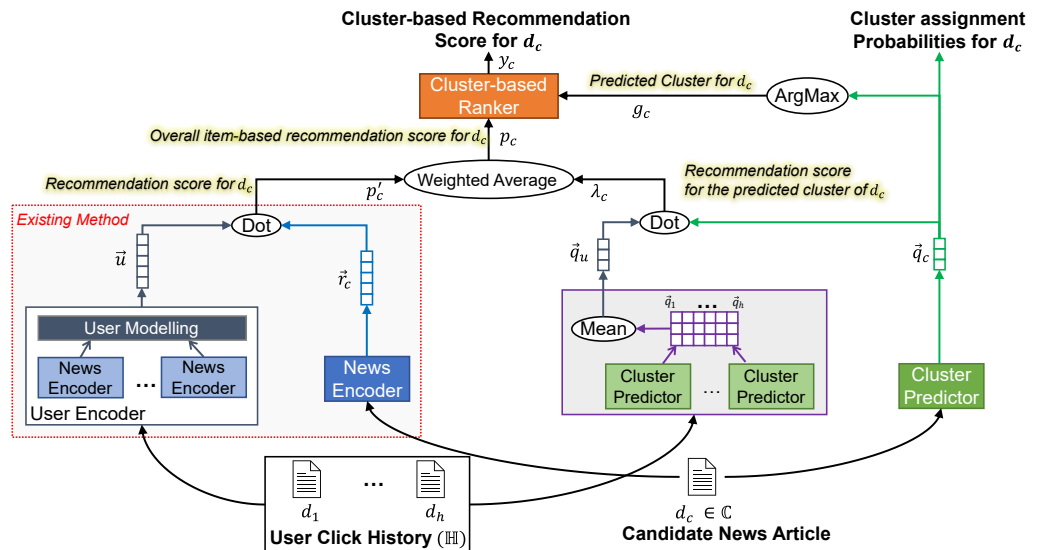 Cluster-based Recommendation
Score for d_c
Cluster assignment
Probabilities for d_c
y_c
Cluster-based
Ranker
Predicted Cluster for d_c
ArgMax
g_c
Overall item-based recommendation score for d_c
p_c
Recommendation score for d_c
Weighted Average
Recommendation score
for the predicted cluster of d_c
p'_c
λ_c
Existing Method
Dot
Dot
u⃗
r⃗_c
q⃗_u
q⃗_c
q⃗_1
...
q⃗_h
User Modelling
Mean
News
Encoder
...
News
Encoder
User Encoder
News
Encoder
Cluster
Predictor
...
Cluster
Predictor
Cluster
Predictor
...
d_1
d_h
User Click History (ℍ)
d_c ∈ ℂ
Candidate News Article